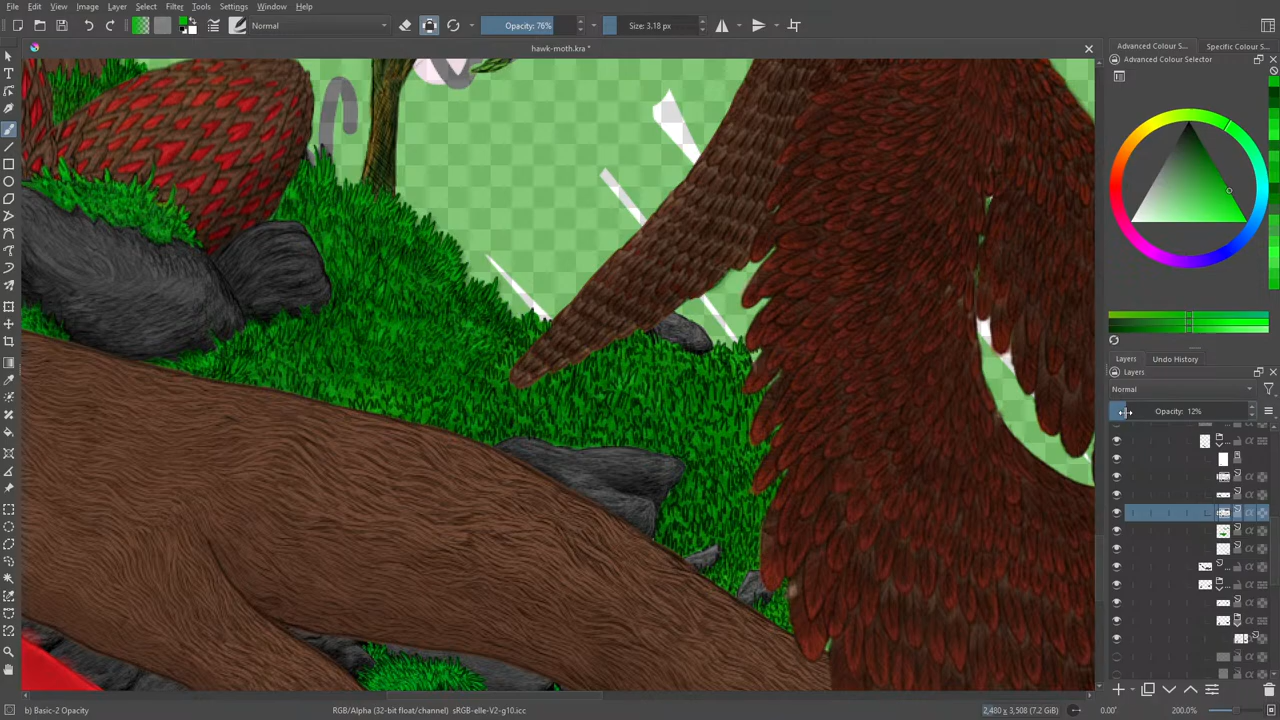 File Edit View Image Layer Select Filter Tools Settings Window Help
Normal
Opacity: 76%
Size: 3.18 px
hawk-moth.kra *
Advanced Colour S...
Specific Colour S...
Advanced Colour Selector
Layers
Undo History
Layers
Normal
Opacity: 12%
b) Basic-2 Opacity
RGB/Alpha (32-bit float/channel) sRGB-elle-V2-g10.icc
2,480 x 3,508 (7.2 GiB)
0.00°
200.0%